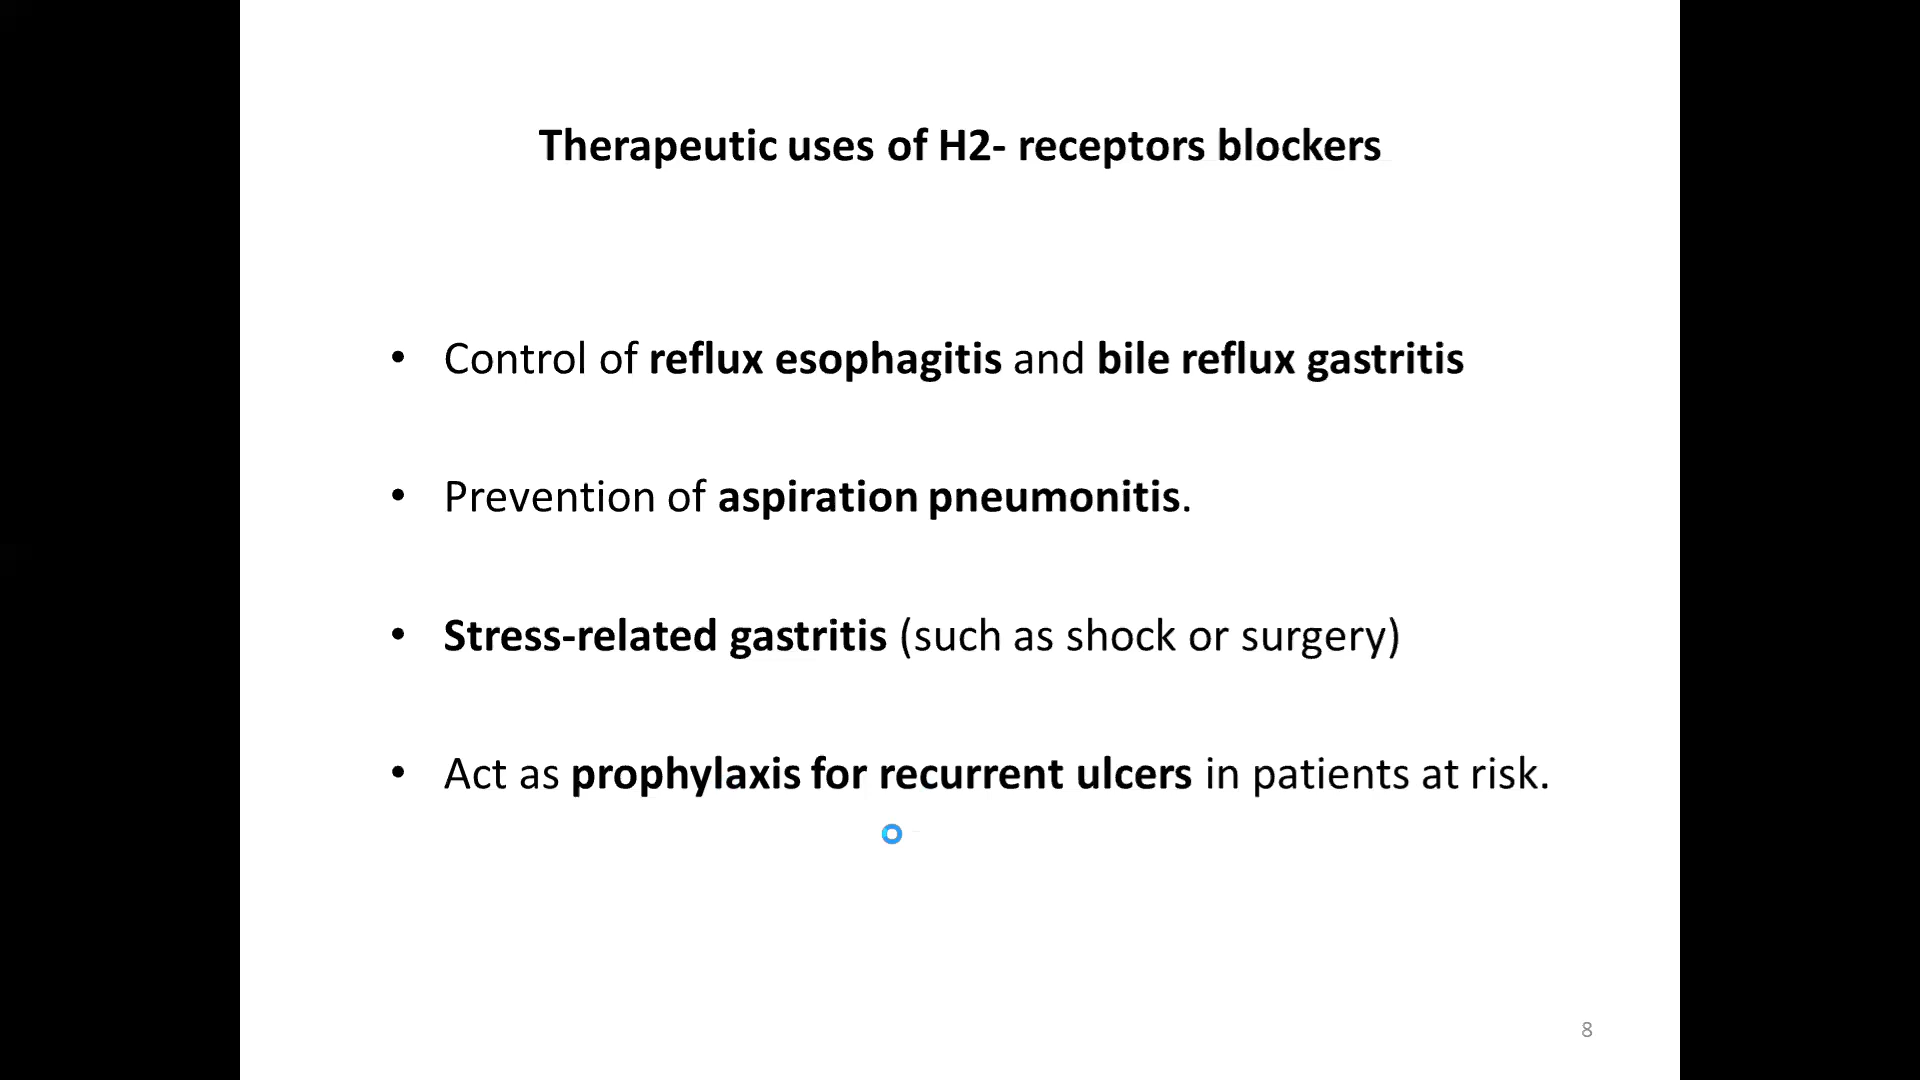 Therapeutic uses of H2- receptors blockers
• Control of reflux esophagitis and bile reflux gastritis
• Prevention of aspiration pneumonitis.
• Stress-related gastritis (such as shock or surgery)
• Act as prophylaxis for recurrent ulcers in patients at risk.
8